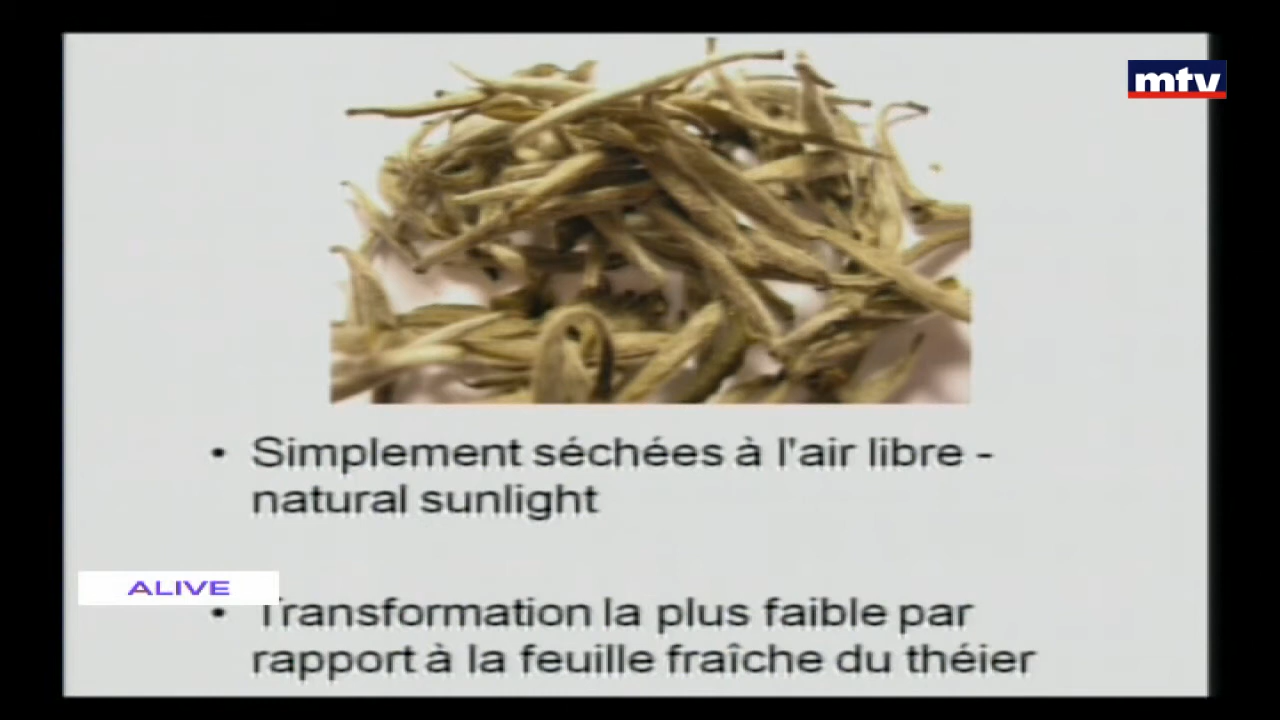 mtv
• Simplement séchées à l'air libre -
natural sunlight
ALIVE
• Transformation la plus faible par
rapport à la feuille fraîche du théier